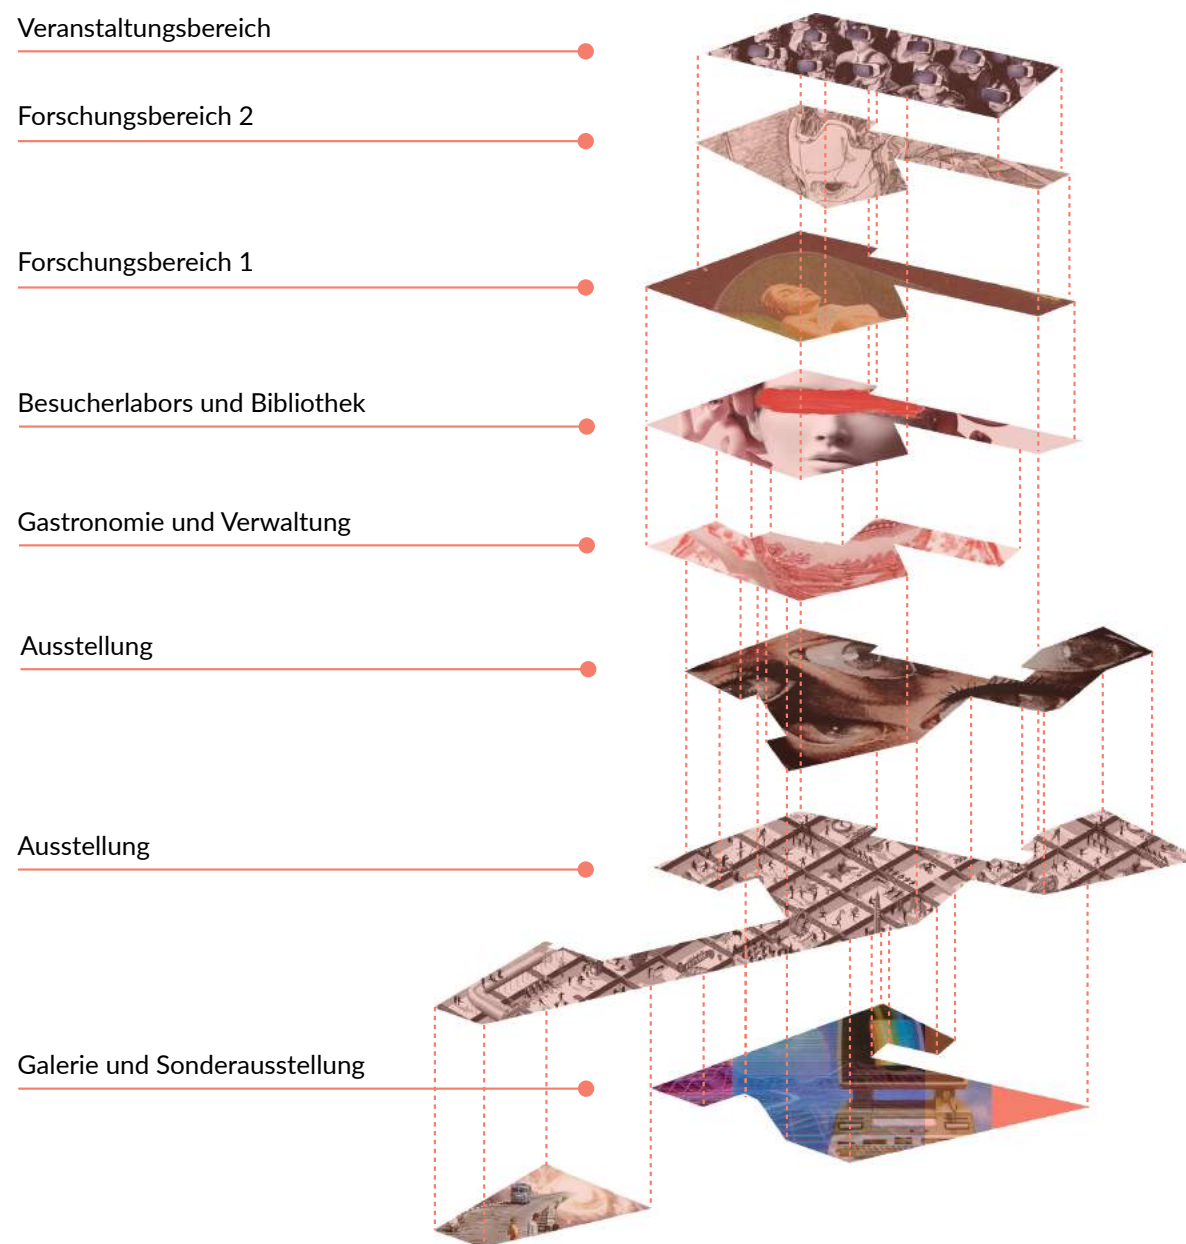 Veranstaltungsbereich
Forschungsbereich 2
Forschungsbereich 1
Besucherlabors und Bibliothek
Gastronomie und Verwaltung
Ausstellung
Ausstellung
Galerie und Sonderausstellung